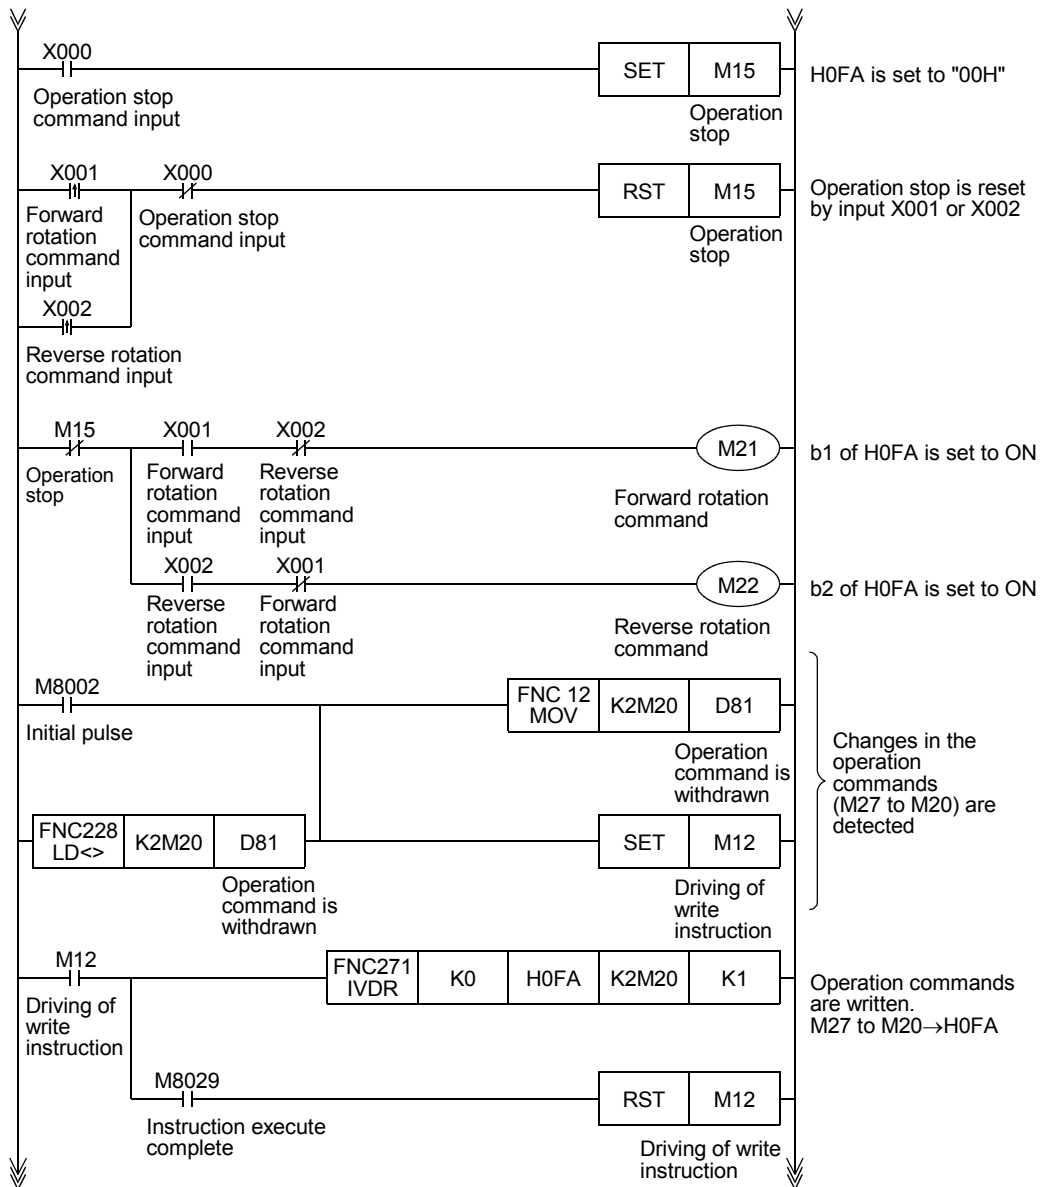 X000
SET M15
H0FA is set to "00H"
Operation stop
command input
Operation
stop
X001 X000
RST M15
Operation stop is reset
by input X001 or X002
Forward
rotation
command
input
Operation stop
command input
Operation
stop
X002
Reverse rotation
command input
M15 X001 X002
M21
b1 of H0FA is set to ON
Operation
stop
Forward
rotation
command
input
Reverse
rotation
command
input
Forward rotation
command
X002 X001
M22
b2 of H0FA is set to ON
Reverse
rotation
command
input
Forward
rotation
command
input
Reverse rotation
command
M8002
FNC 12
MOV
K2M20 D81
Initial pulse
Operation
command is
withdrawn
Changes in the
operation
commands
(M27 to M20) are
detected
FNC228
LD<>
K2M20 D81
SET M12
Operation
command is
withdrawn
Driving of
write
instruction
M12
FNC271
IVDR
K0 H0FA K2M20 K1
Operation commands
are written.
M27 to M20→H0FA
Driving of
write
instruction
M8029
RST M12
Instruction execute
complete
Driving of write
instruction